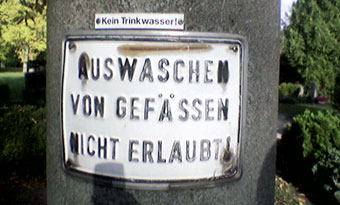 Kein Trinkwasser!
AUSWASCHEN
VON GEFÄSSEN
NICHT ERLAUBT!